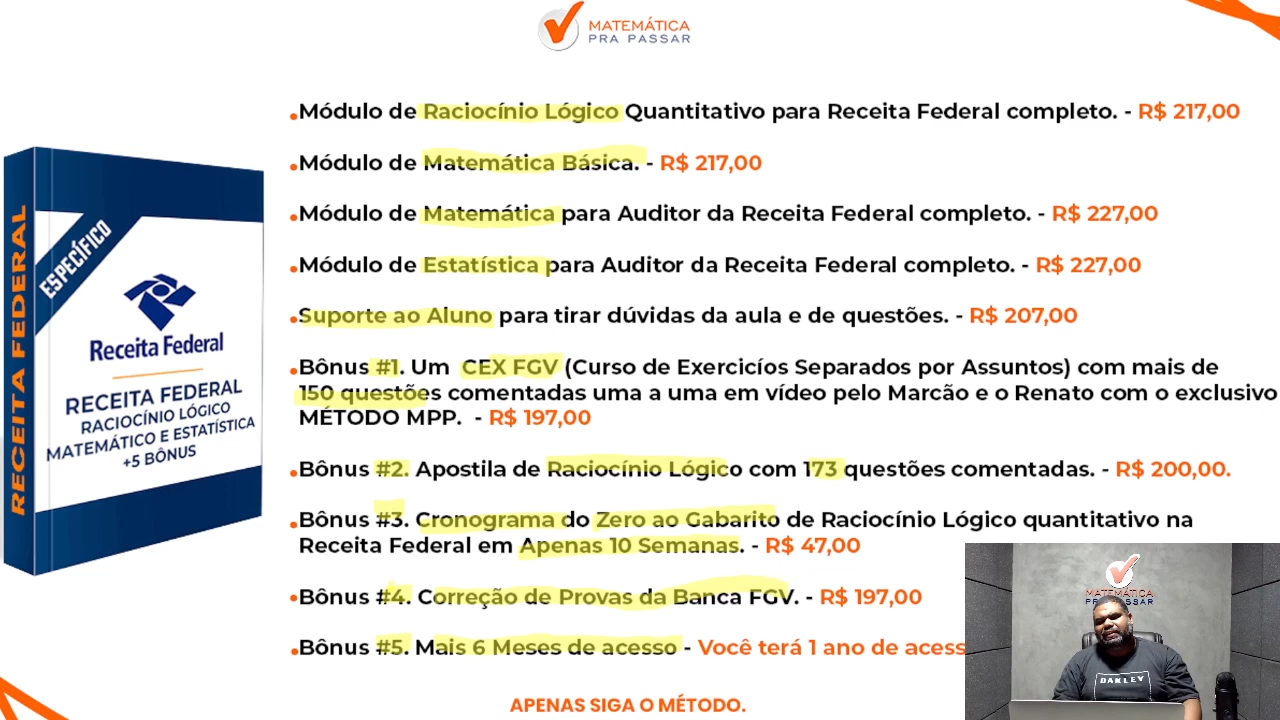 MATEMÁTICA
PRA PASSAR
•Módulo de Raciocínio Lógico Quantitativo para Receita Federal completo. - R$ 217,00
•Módulo de Matemática Básica. - R$ 217,00
•Módulo de Matemática para Auditor da Receita Federal completo. - R$ 227,00
•Módulo de Estatística para Auditor da Receita Federal completo. - R$ 227,00
•Suporte ao Aluno para tirar dúvidas da aula e de questões. - R$ 207,00
•Bônus #1. Um CEX FGV (Curso de Exercicíos Separados por Assuntos) com mais de
150 questões comentadas uma a uma em vídeo pelo Marcão e o Renato com o exclusivo
MÉTODO MPP. - R$ 197,00
•Bônus #2. Apostila de Raciocínio Lógico com 173 questões comentadas. - R$ 200,00.
•Bônus #3. Cronograma do Zero ao Gabarito de Raciocínio Lógico quantitativo na
Receita Federal em Apenas 10 Semanas. - R$ 47,00
•Bônus #4. Correção de Provas da Banca FGV. - R$ 197,00
•Bônus #5. Mais 6 Meses de acesso - Você terá 1 ano de acess
APENAS SIGA O MÉTODO.
RECEITA FEDERAL
ESPECÍFICO
Receita Federal
RECEITA FEDERAL
RACIOCÍNIO LÓGICO
MATEMÁTICO E ESTATÍSTICA
+5 BÔNUS
MATEMÁTICA
PRA PASSAR
OAKLEY